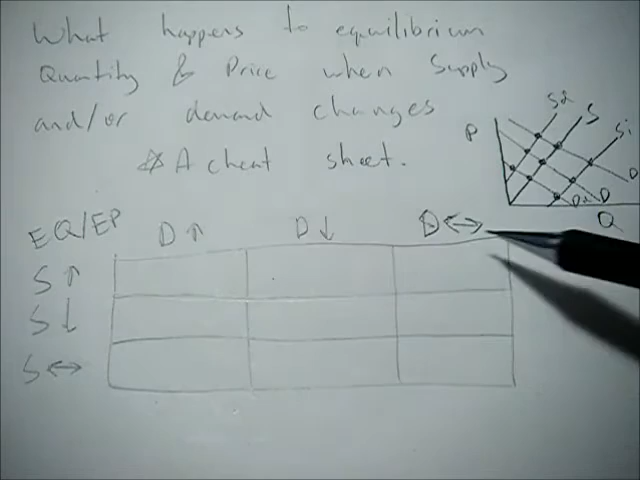 What happens to equilibrium
Quantity & Price when Supply
and/or demand changes
☆ A cheat sheet.
S2
S
S1
P
D
D
Q
EQ/EP
D ↑
D ↓
D ↔
S ↑
S ↓
S ↔